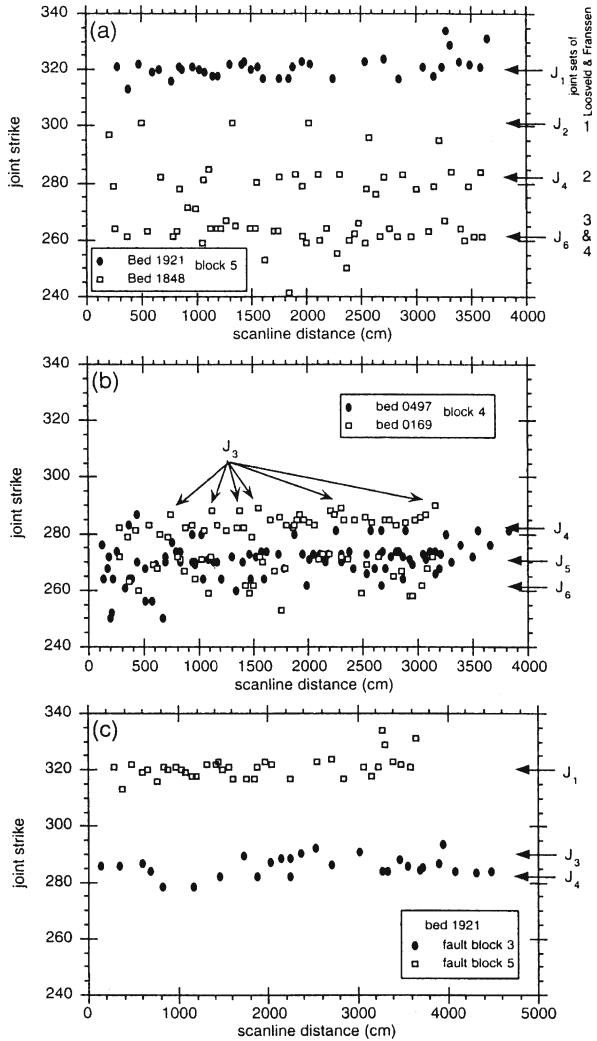 (a)
340
320
300
280
260
240
joint strike
0 500 1000 1500 2000 2500 3000 3500 4000
scanline distance (cm)
Bed 1921
Bed 1848
block 5
joint sets of
Loosveld & Franssen
J1
J2 1
J4 2
J6
3
&
4
(b)
340
320
300
280
260
240
joint strike
0 500 1000 1500 2000 2500 3000 3500 4000
scanline distance (cm)
bed 0497
bed 0169
block 4
J3
J4
J5
J6
(c)
340
320
300
280
260
240
joint strike
0 1000 2000 3000 4000 5000
scanline distance (cm)
J1
J3
J4
bed 1921
fault block 3
fault block 5